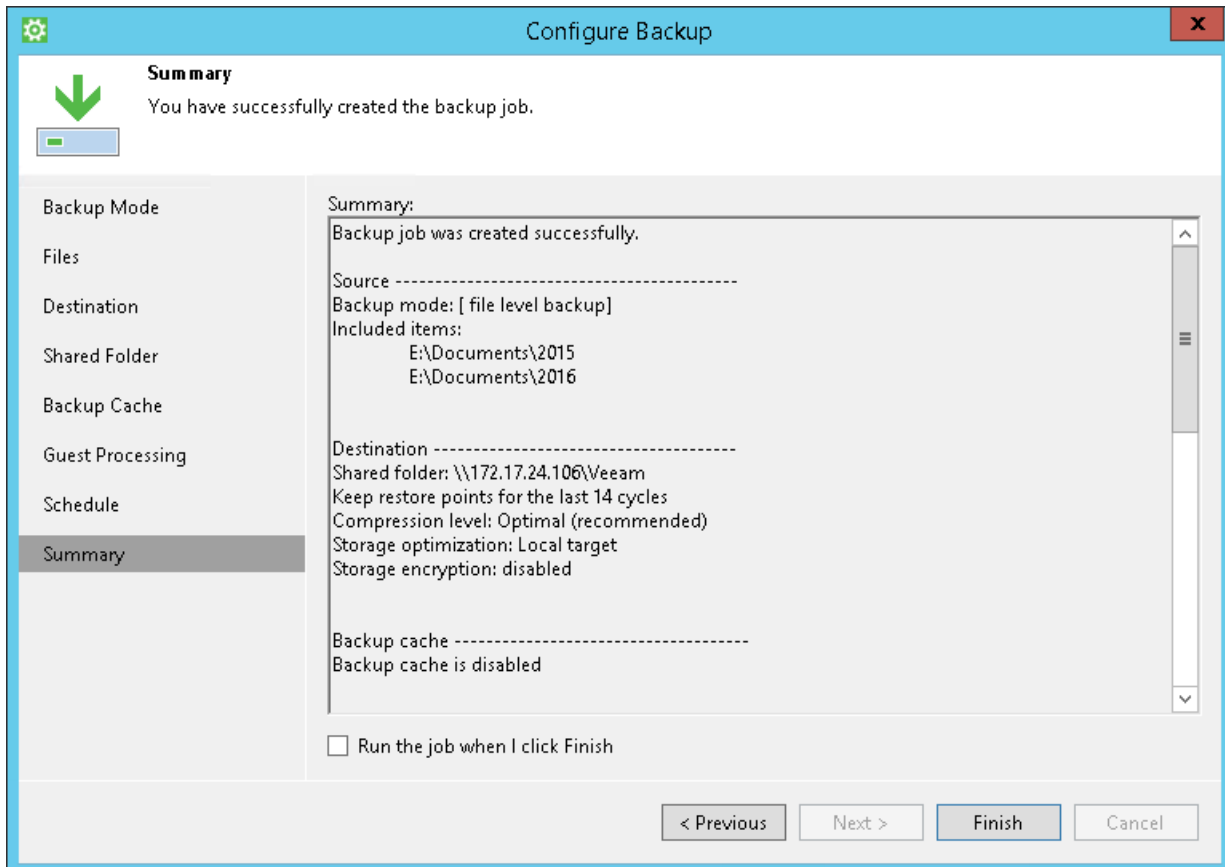 Configure Backup
x
Summary
You have successfully created the backup job.
Backup Mode
Files
Destination
Shared Folder
Backup Cache
Guest Processing
Schedule
Summary
Summary:
Backup job was created successfully.
Source -------------------------------------------
Backup mode: [ file level backup]
Included items:
E:\Documents\2015
E:\Documents\2016
Destination --------------------------------------
Shared folder: \\172.17.24.106\Veeam
Keep restore points for the last 14 cycles
Compression level: Optimal (recommended)
Storage optimization: Local target
Storage encryption: disabled
Backup cache -------------------------------------
Backup cache is disabled
Run the job when I click Finish
< Previous
Next >
Finish
Cancel